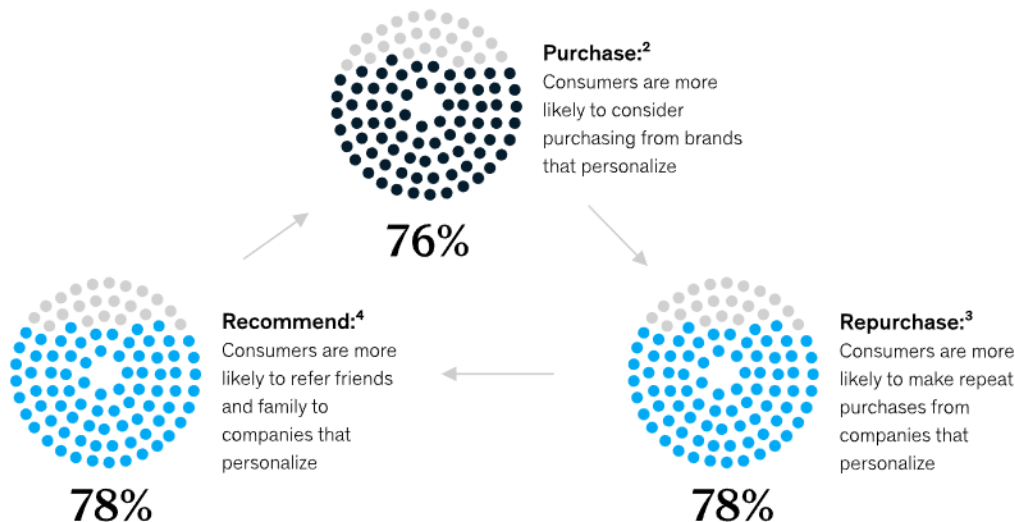 Purchase:²
Consumers are more
likely to consider
purchasing from brands
that personalize
76%
Recommend:⁴
Consumers are more
likely to refer friends
and family to
companies that
personalize
78%
Repurchase:³
Consumers are more
likely to make repeat
purchases from
companies that
personalize
78%